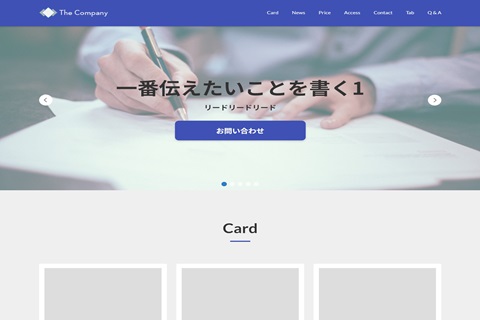 The Company
Card News Price Access Contact Tab Q & A
一番伝えたいことを書く1
リードリードリード
お問い合わせ
Card